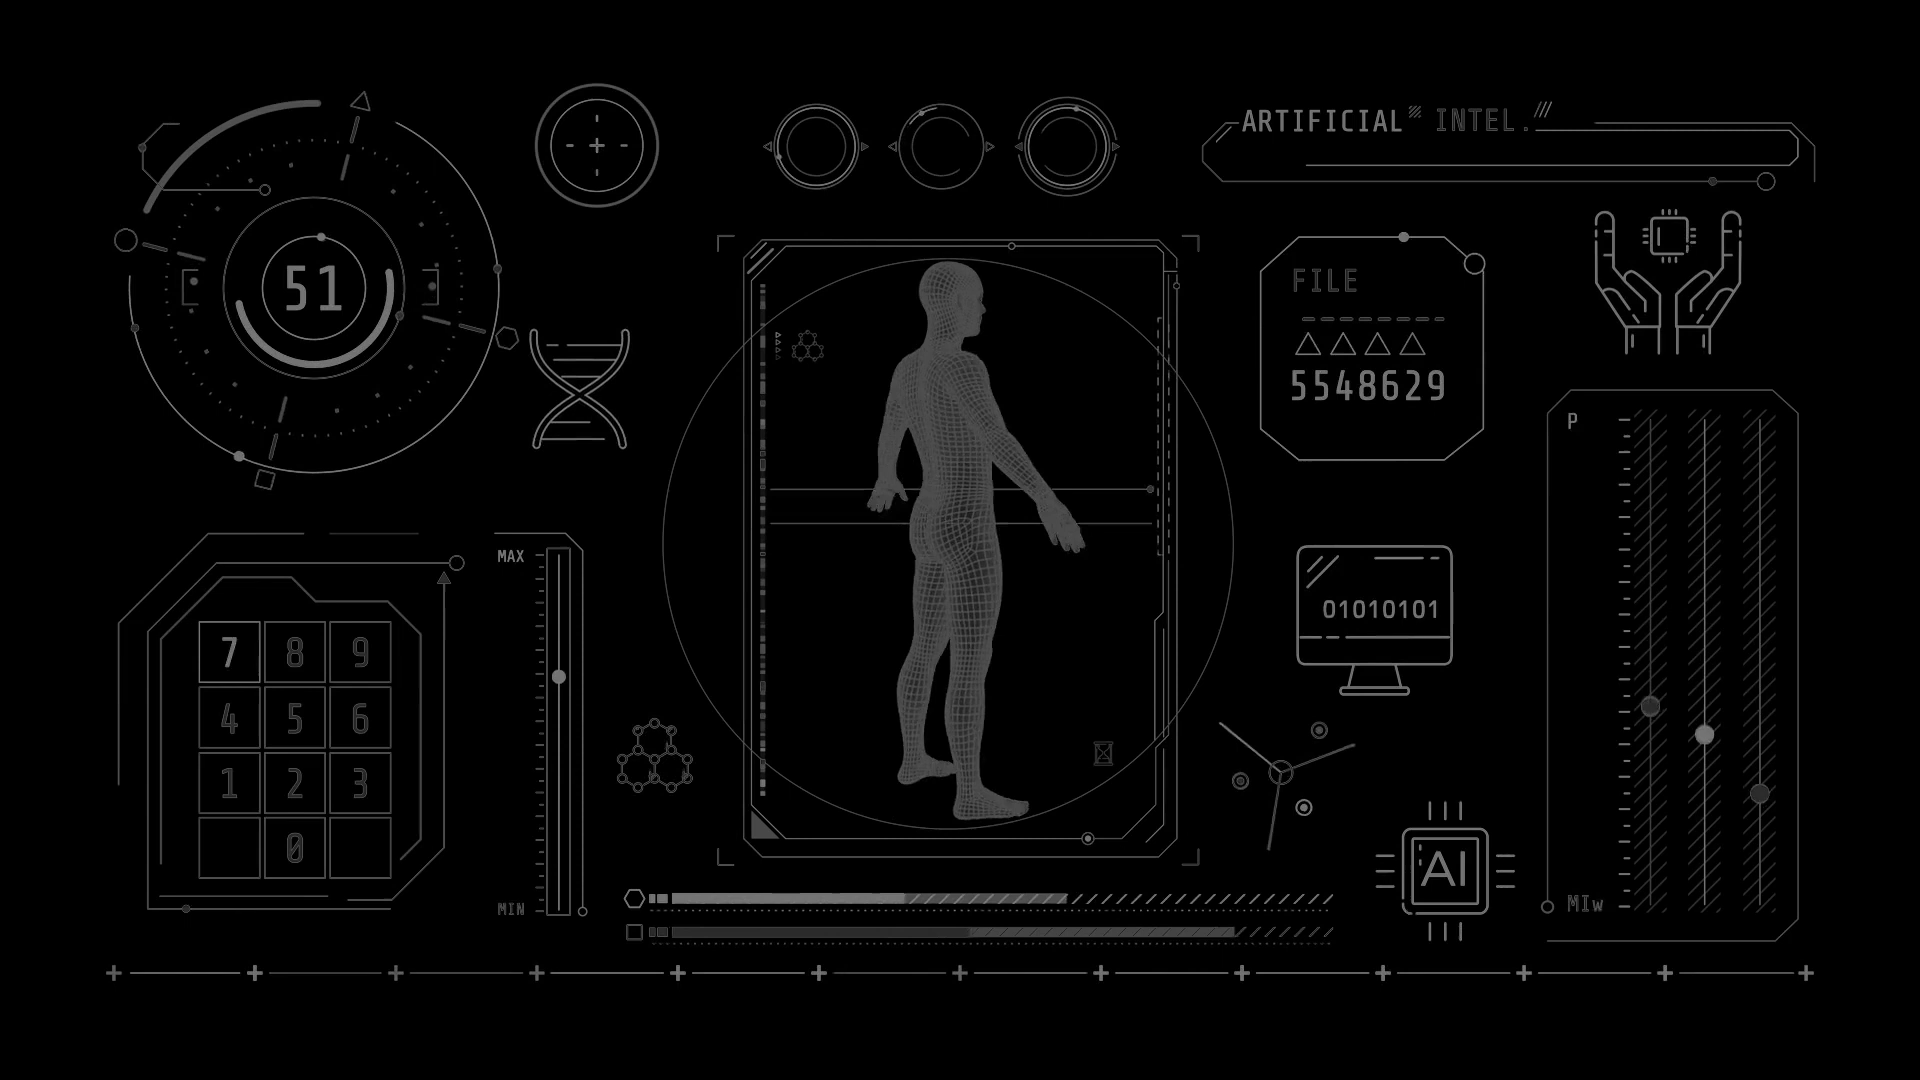 ARTIFICIAL INTEL.
51
FILE
5548629
P
MAX
01010101
7 8 9
4 5 6
1 2 3
0
AI
MIN
MIw